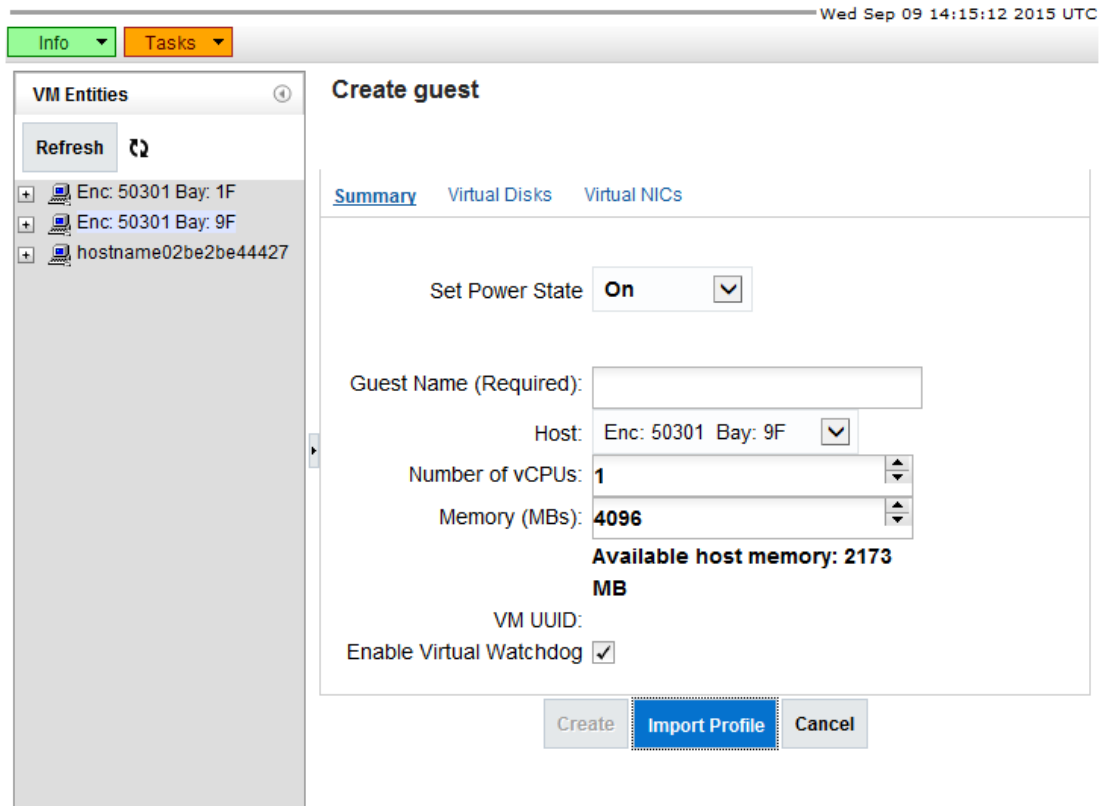 Wed Sep 09 14:15:12 2015 UTC
Info Tasks
VM Entities
Refresh
Enc: 50301 Bay: 1F
Enc: 50301 Bay: 9F
hostname02be2be44427
Create guest
Summary Virtual Disks Virtual NICs
Set Power State On
Guest Name (Required):
Host: Enc: 50301 Bay: 9F
Number of vCPUs: 1
Memory (MBs): 4096
Available host memory: 2173
MB
VM UUID:
Enable Virtual Watchdog
Create Import Profile Cancel